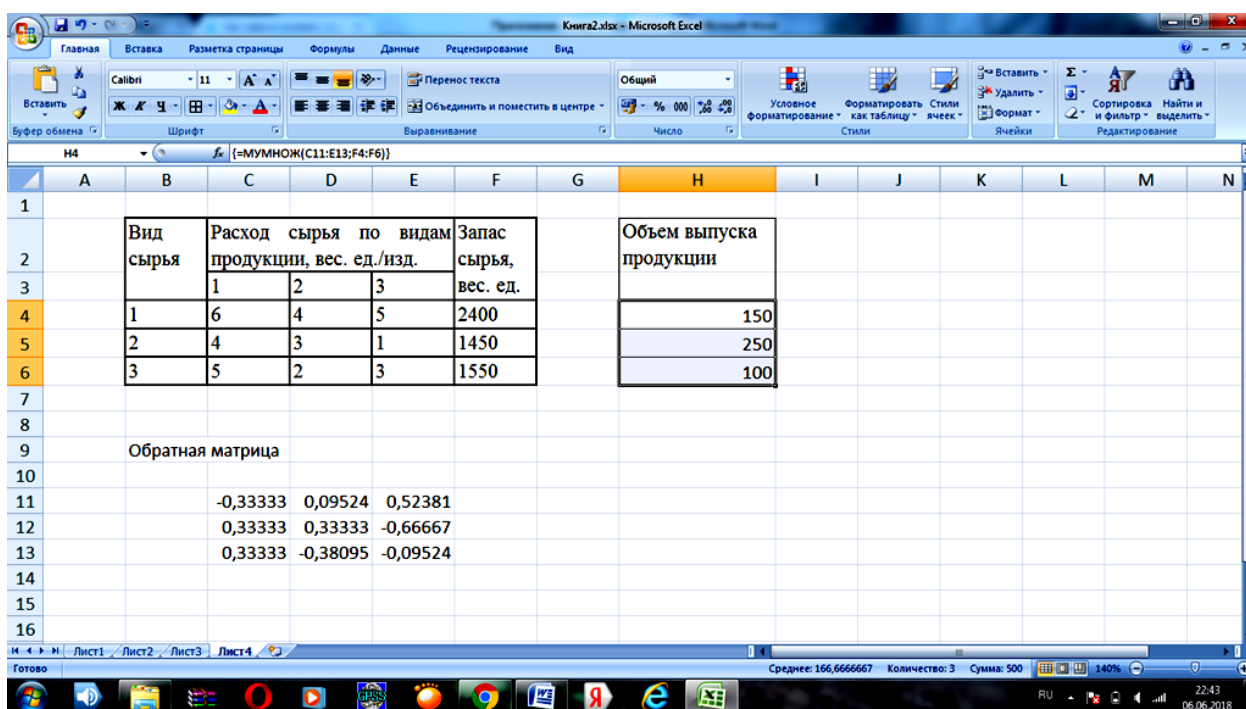 Книга2.xlsx - Microsoft Excel
Главная Вставка Разметка страницы Формулы Данные Рецензирование Вид
Вставить
Calibri 11
Ж К Ч
Перенос текста
Объединить и поместить в центре
Общий
% 000
Условное форматирование
Форматировать как таблицу
Стили ячеек
Вставить
Удалить
Формат
Сортировка и фильтр
Найти и выделить
Буфер обмена Шрифт Выравнивание Число Стили Ячейки Редактирование
H4 fx {=МУМНОЖ(C11:E13;F4:F6)}
A B C D E F G H I J K L M N
1
2 Вид сырья Расход сырья по видам продукции, вес. ед./изд. Запас сырья, вес. ед. Объем выпуска продукции
3 1 2 3
4 1 6 4 5 2400 150
5 2 4 3 1 1450 250
6 3 5 2 3 1550 100
7
8
9 Обратная матрица
10
11 -0,33333 0,09524 0,52381
12 0,33333 0,33333 -0,66667
13 0,33333 -0,38095 -0,09524
14
15
16
Лист1 Лист2 Лист3 Лист4
Готово Среднее: 166,6666667 Количество: 3 Сумма: 500 140%
GPSS W Я RU 22:43
06.06.2018